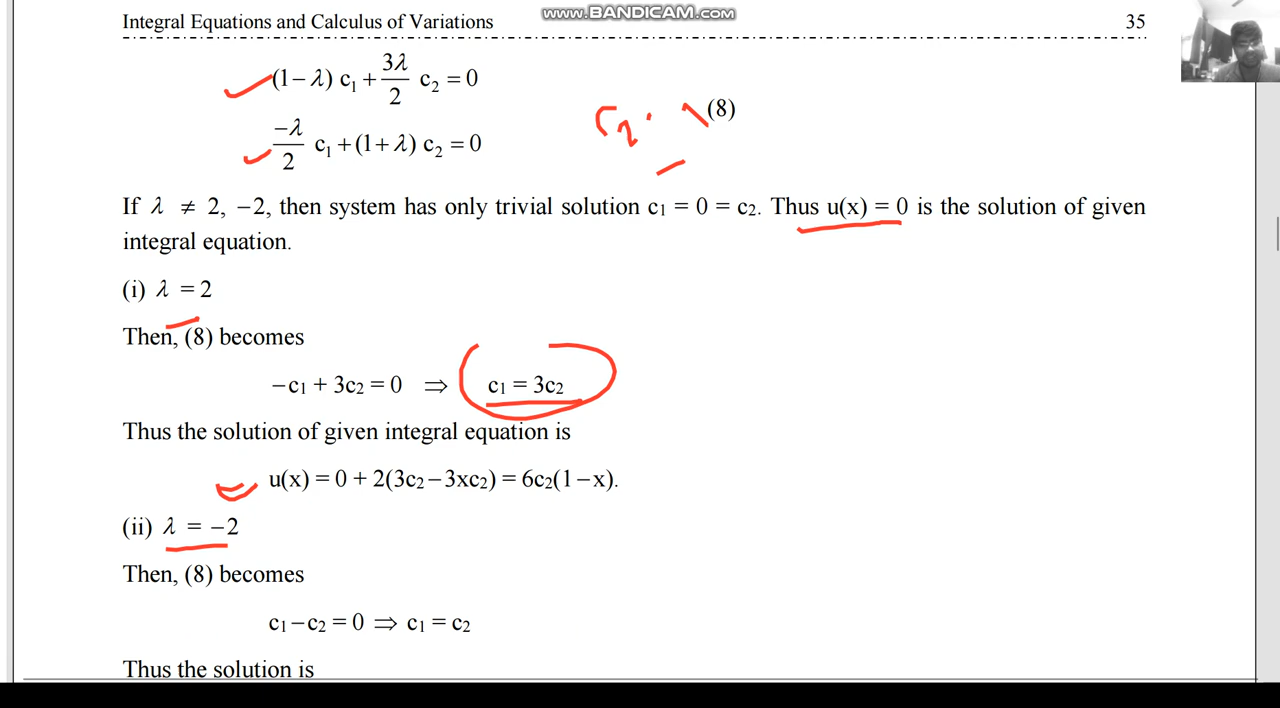 www.BANDICAM.com
Integral Equations and Calculus of Variations 35
(1−λ) c₁ + 3λ/2 c₂ = 0
(8)
−λ/2 c₁ + (1+λ) c₂ = 0
If λ ≠ 2, −2, then system has only trivial solution c₁ = 0 = c₂. Thus u(x) = 0 is the solution of given
integral equation.
(i) λ = 2
Then, (8) becomes
−c₁ + 3c₂ = 0 ⇒ c₁ = 3c₂
Thus the solution of given integral equation is
u(x) = 0 + 2(3c₂ − 3xc₂) = 6c₂(1 − x).
(ii) λ = −2
Then, (8) becomes
c₁ − c₂ = 0 ⇒ c₁ = c₂
Thus the solution is